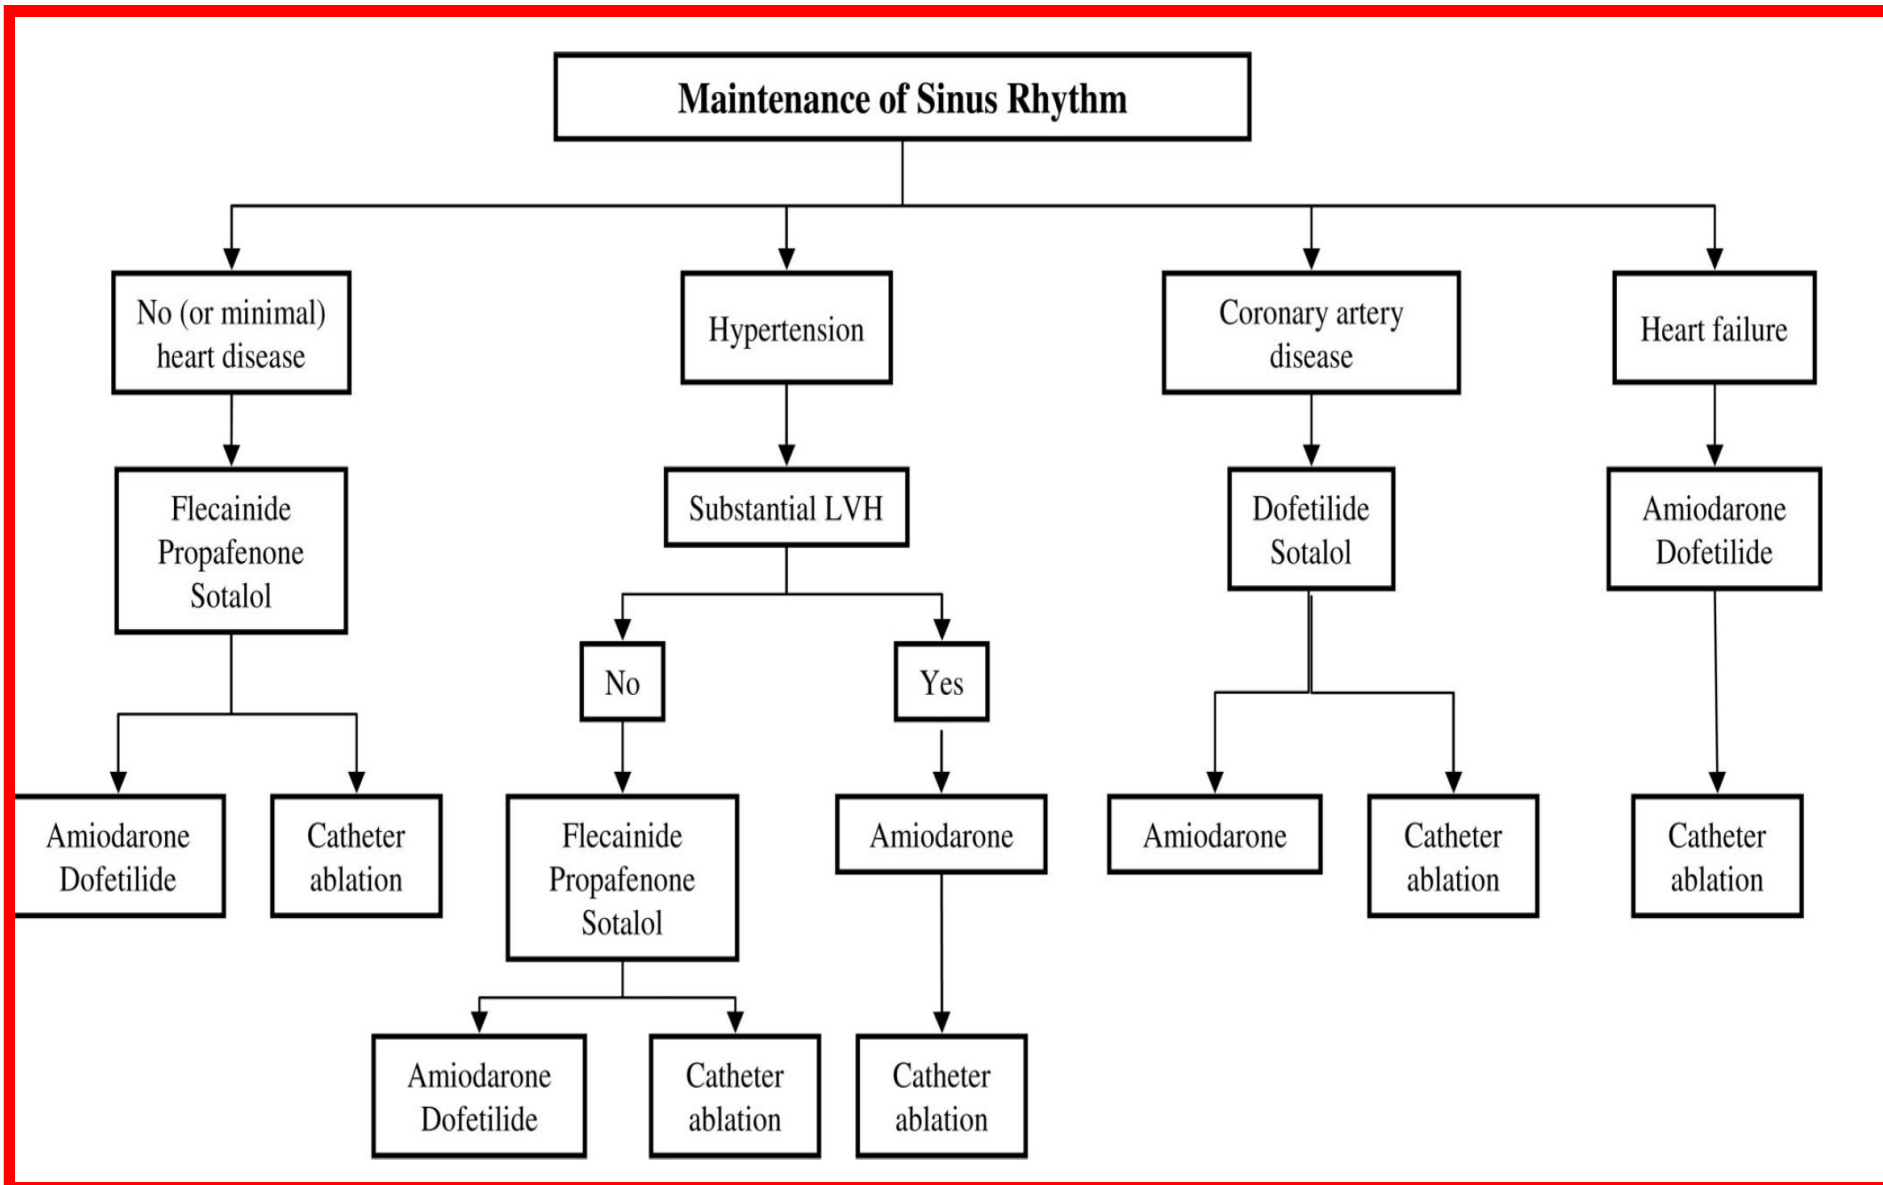 Maintenance of Sinus Rhythm
No (or minimal)
heart disease
Hypertension
Coronary artery
disease
Heart failure
Flecainide
Propafenone
Sotalol
Substantial LVH
Dofetilide
Sotalol
Amiodarone
Dofetilide
No
Yes
Amiodarone
Dofetilide
Catheter
ablation
Flecainide
Propafenone
Sotalol
Amiodarone
Amiodarone
Catheter
ablation
Catheter
ablation
Amiodarone
Dofetilide
Catheter
ablation
Catheter
ablation